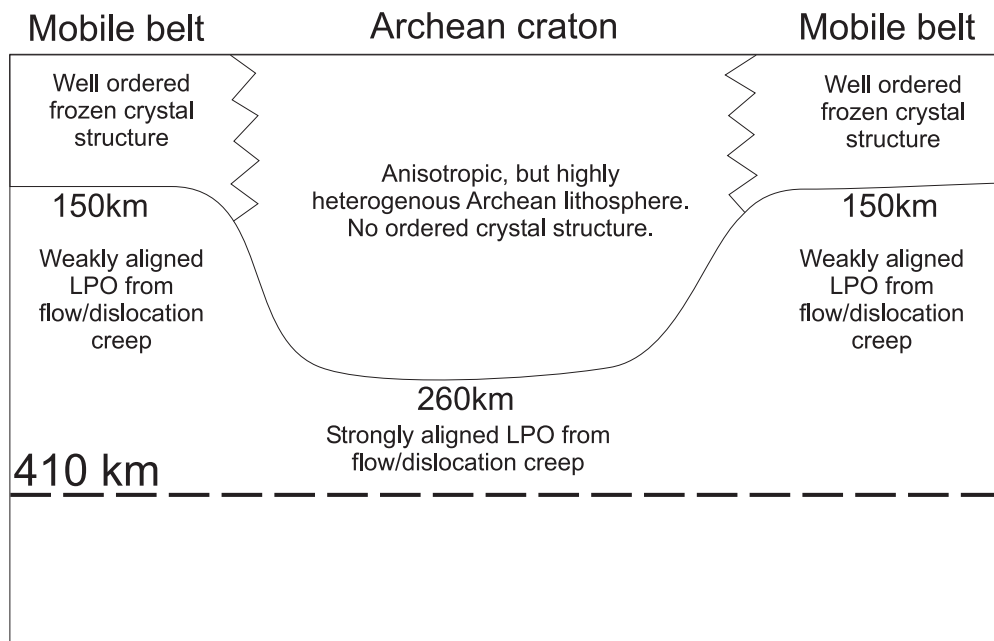 Mobile belt
Archean craton
Mobile belt
Well ordered
frozen crystal
structure
Well ordered
frozen crystal
structure
Anisotropic, but highly
heterogenous Archean lithosphere.
No ordered crystal structure.
150km
150km
Weakly aligned
LPO from
flow/dislocation
creep
Weakly aligned
LPO from
flow/dislocation
creep
260km
Strongly aligned LPO from
flow/dislocation creep
410 km